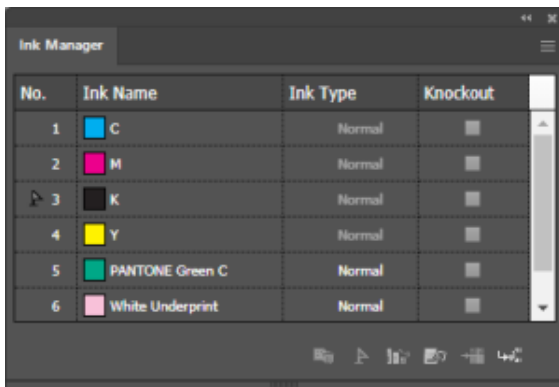 Ink Manager
No. Ink Name Ink Type Knockout
1 C Normal
2 M Normal
3 K Normal
4 Y Normal
5 PANTONE Green C Normal
6 White Underprint Normal